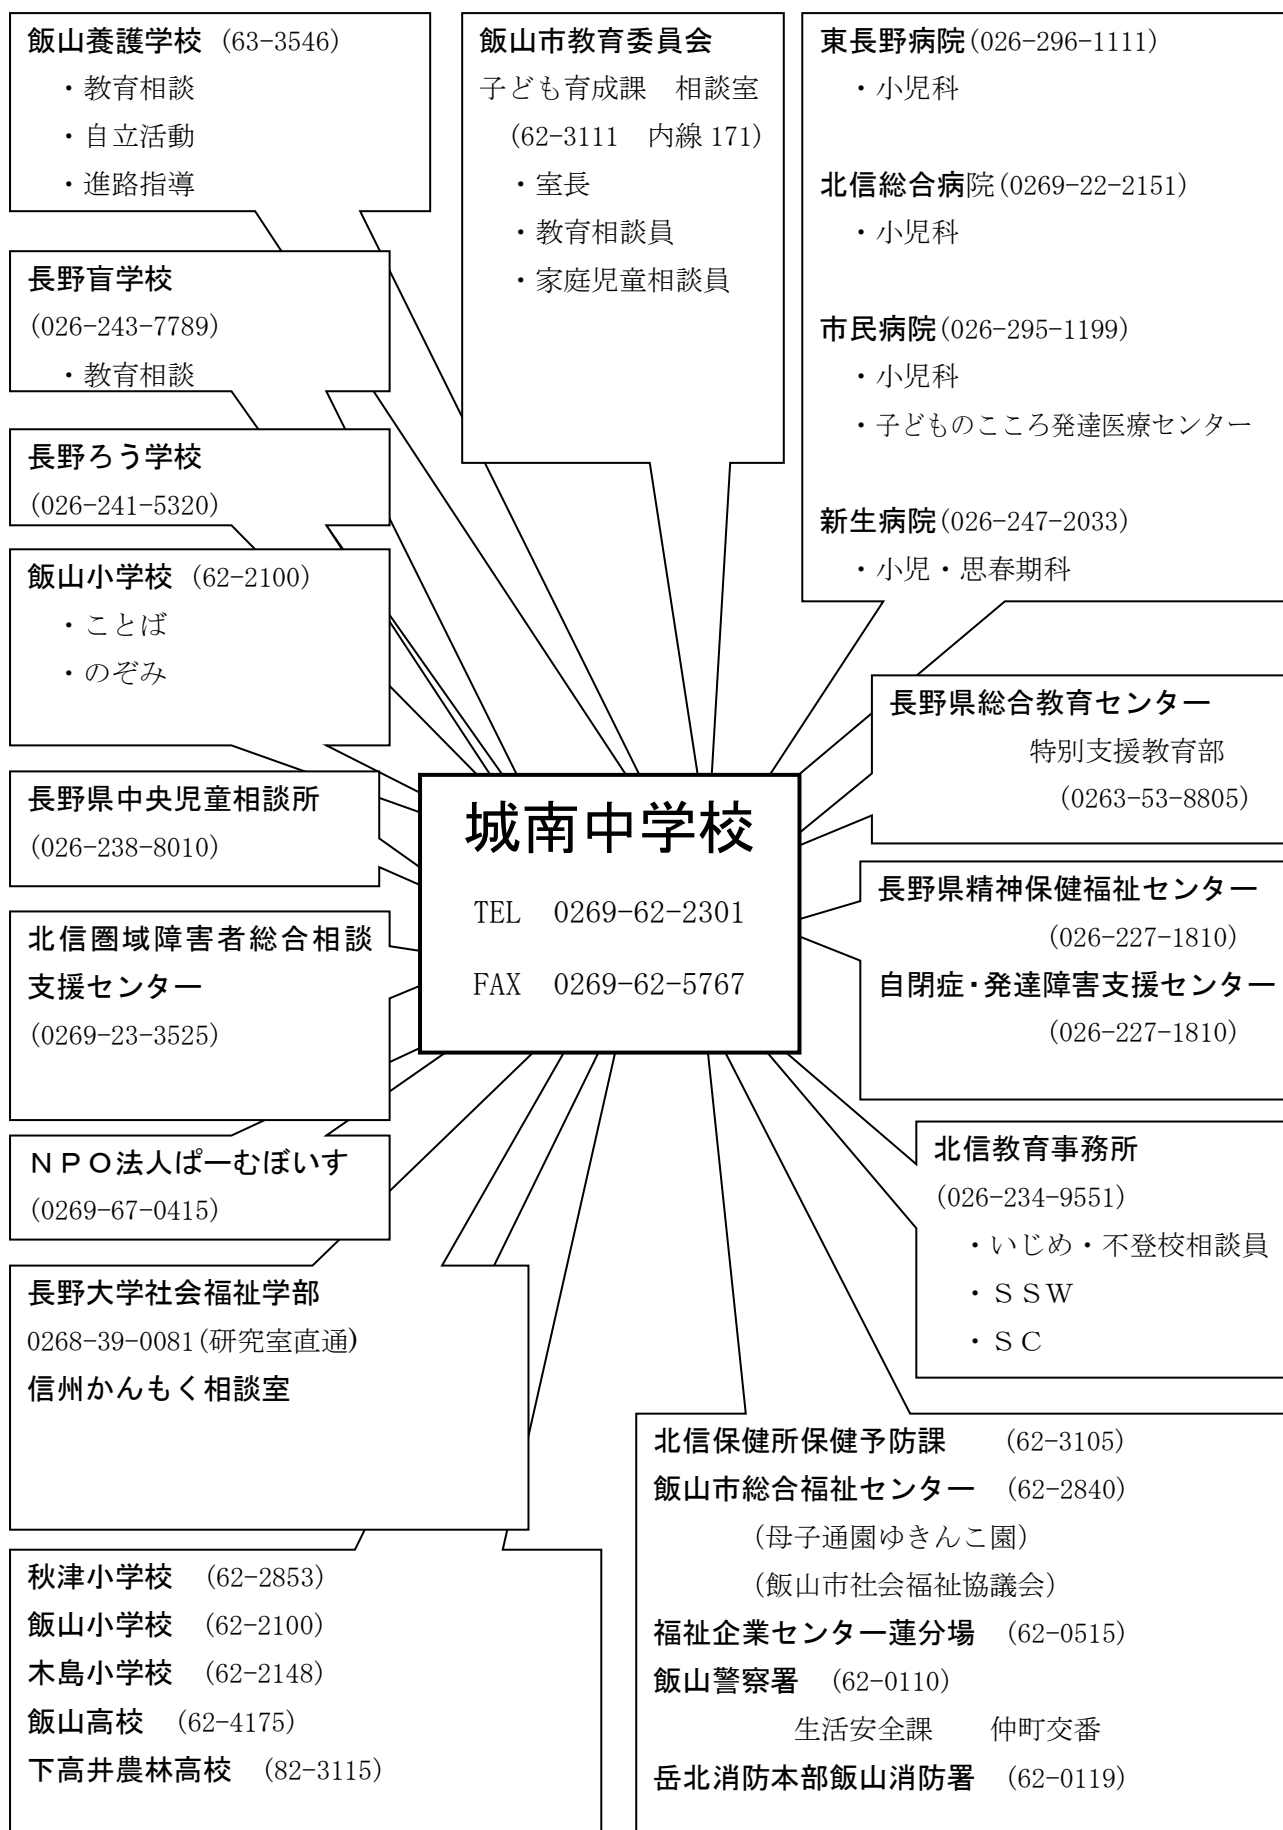 飯山養護学校 (63-3546)
・教育相談
・自立活動
・進路指導
長野盲学校
(026-243-7789)
・教育相談
長野ろう学校
(026-241-5320)
飯山小学校 (62-2100)
・ことば
・のぞみ
長野県中央児童相談所
(026-238-8010)
北信圏域障害者総合相談
支援センター
(0269-23-3525)
ＮＰＯ法人ぱーむぼいす
(0269-67-0415)
長野大学社会福祉学部
0268-39-0081(研究室直通)
信州かんもく相談室
秋津小学校 (62-2853)
飯山小学校 (62-2100)
木島小学校 (62-2148)
飯山高校 (62-4175)
下高井農林高校 (82-3115)
飯山市教育委員会
子ども育成課 相談室
(62-3111 内線 171)
・室長
・教育相談員
・家庭児童相談員
城南中学校
TEL 0269-62-2301
FAX 0269-62-5767
東長野病院(026-296-1111)
・小児科
北信総合病院(0269-22-2151)
・小児科
市民病院(026-295-1199)
・小児科
・子どものこころ発達医療センター
新生病院(026-247-2033)
・小児・思春期科
長野県総合教育センター
特別支援教育部
(0263-53-8805)
長野県精神保健福祉センター
(026-227-1810)
自閉症・発達障害支援センター
(026-227-1810)
北信教育事務所
(026-234-9551)
・いじめ・不登校相談員
・ＳＳＷ
・ＳＣ
北信保健所保健予防課 (62-3105)
飯山市総合福祉センター (62-2840)
(母子通園ゆきんこ園)
(飯山市社会福祉協議会)
福祉企業センター蓮分場 (62-0515)
飯山警察署 (62-0110)
生活安全課 仲町交番
岳北消防本部飯山消防署 (62-0119)